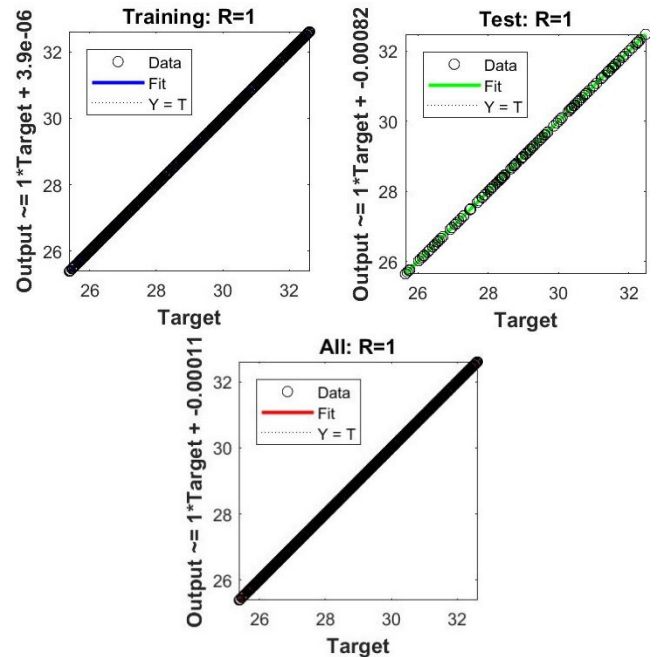 Training: R=1
Output ~= 1*Target + 3.9e-06
32
30
28
26
Data
Fit
Y = T
26 28 30 32
Target
Test: R=1
Output ~= 1*Target + -0.00082
32
30
28
26
Data
Fit
Y = T
26 28 30 32
Target
All: R=1
Output ~= 1*Target + -0.00011
32
30
28
26
Data
Fit
Y = T
26 28 30 32
Target